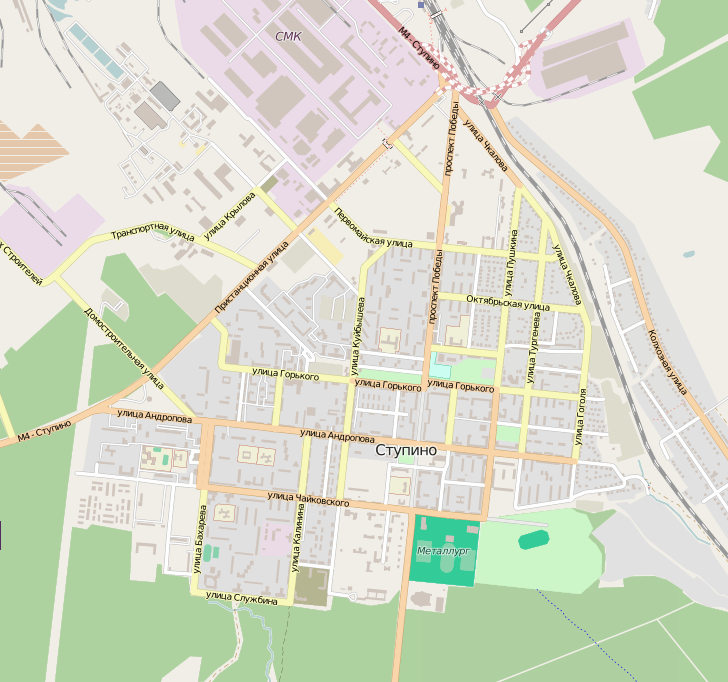 СМК
М4 - Ступино
проспект Победы
улица Чкалова
улица Крылова
Транспортная улица
Первомайская улица
х Строителей
Пристанционная улица
проспект Победы
улица Пушкина
улица Чкалова
Октябрьская улица
улица Куйбышева
Домостроительная улица
улица Тургенева
Колхозная улица
улица Горького
улица Горького
улица Горького
улица Гоголя
улица Андропова
М4 - Ступино
улица Андропова
Ступино
улица Чайковского
улица Бахарева
улица Калинина
Металлург
улица Службина